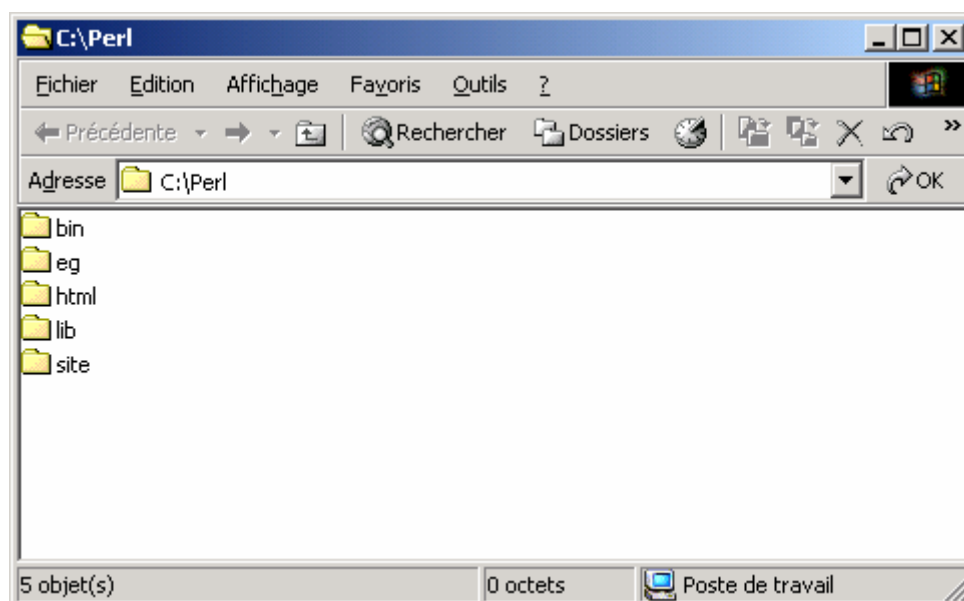 C:\Perl
Fichier Edition Affichage Favoris Outils ?
Précédente Rechercher Dossiers »
Adresse C:\Perl OK
bin
eg
html
lib
site
5 objet(s) 0 octets Poste de travail